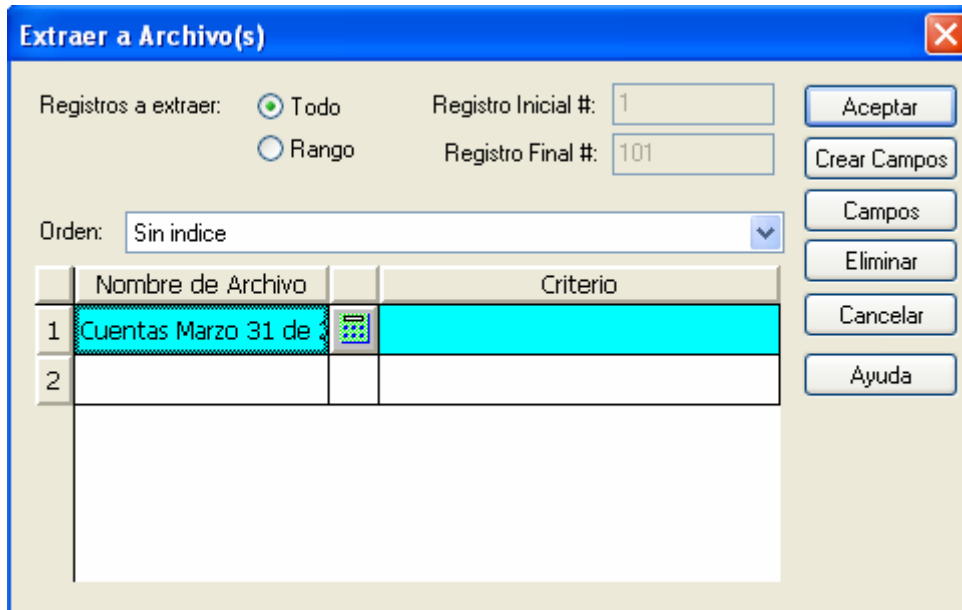 Extraer a Archivo(s)
Registros a extraer: Todo Registro Inicial #: 1 Aceptar
Rango Registro Final #: 101 Crear Campos
Orden: Sin indice Campos
Nombre de Archivo Criterio Eliminar
1 Cuentas Marzo 31 de Cancelar
2 Ayuda